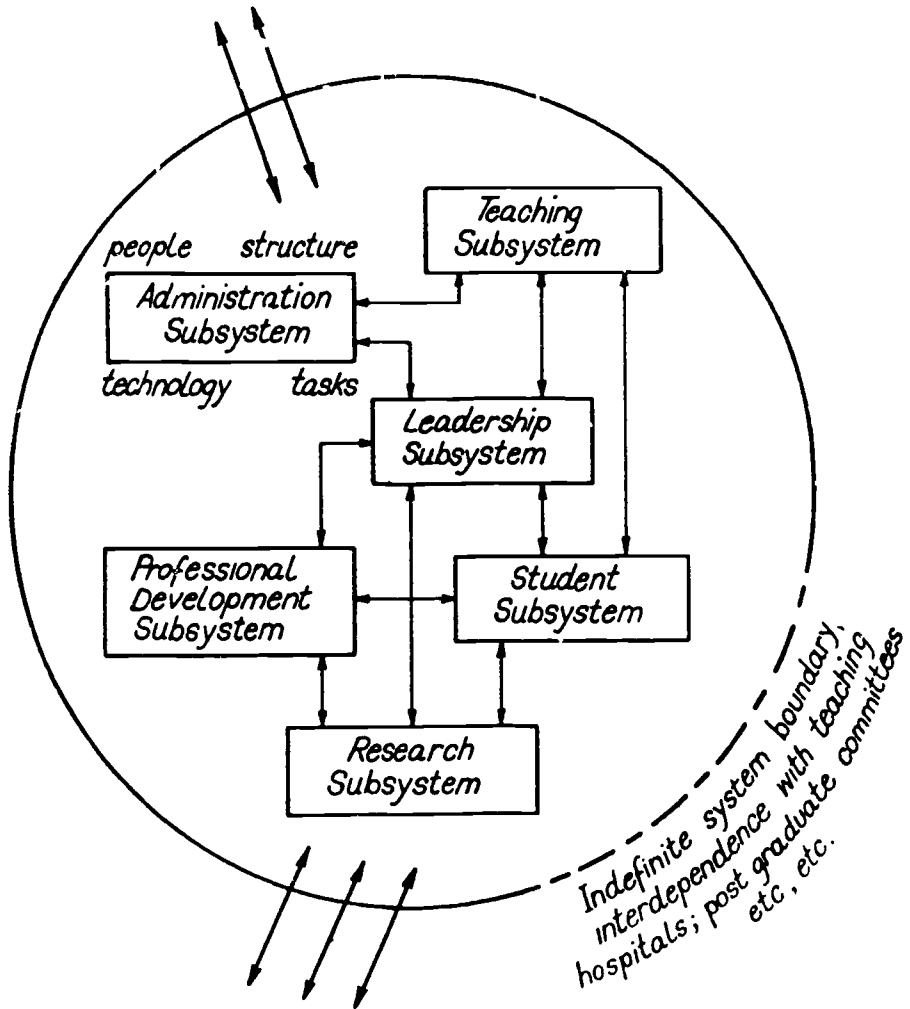 Teaching
Subsystem
people structure
Administration
Subsystem
technology tasks
Leadership
Subsystem
Professional
Development
Subsystem
Student
Subsystem
Research
Subsystem
Indefinite system boundary,
interdependence with teaching
hospitals; post graduate committees
etc, etc.